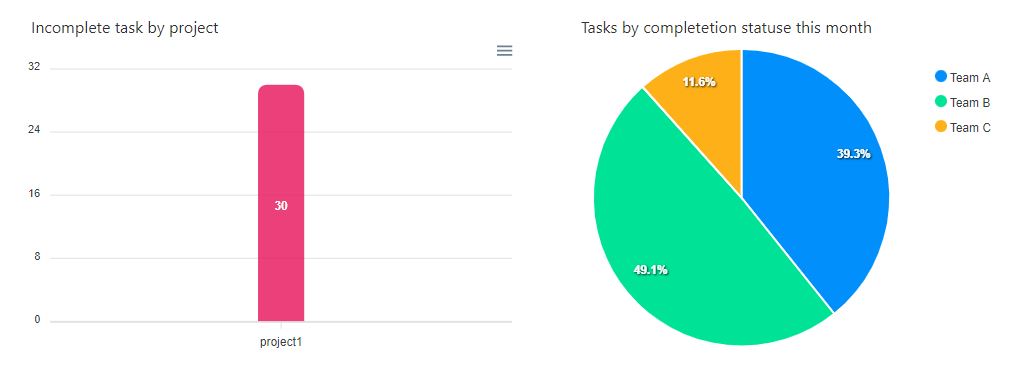 Incomplete task by project
32
24
16
8
0
30
project1
Tasks by completetion statuse this month
11.6%
39.3%
49.1%
Team A
Team B
Team C